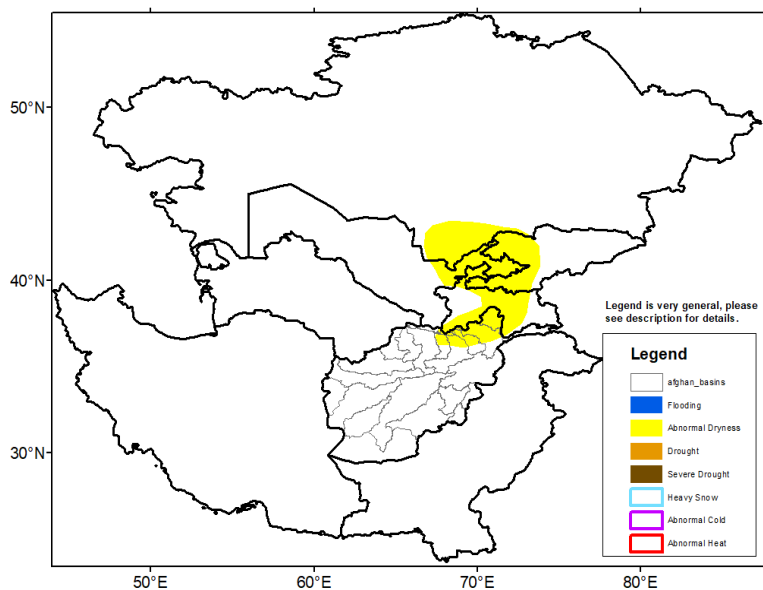 50°N
40°N
30°N
50°E
60°E
70°E
80°E
Legend is very general, please
see description for details.
Legend
afghan_basins
Flooding
Abnormal Dryness
Drought
Severe Drought
Heavy Snow
Abnormal Cold
Abnormal Heat